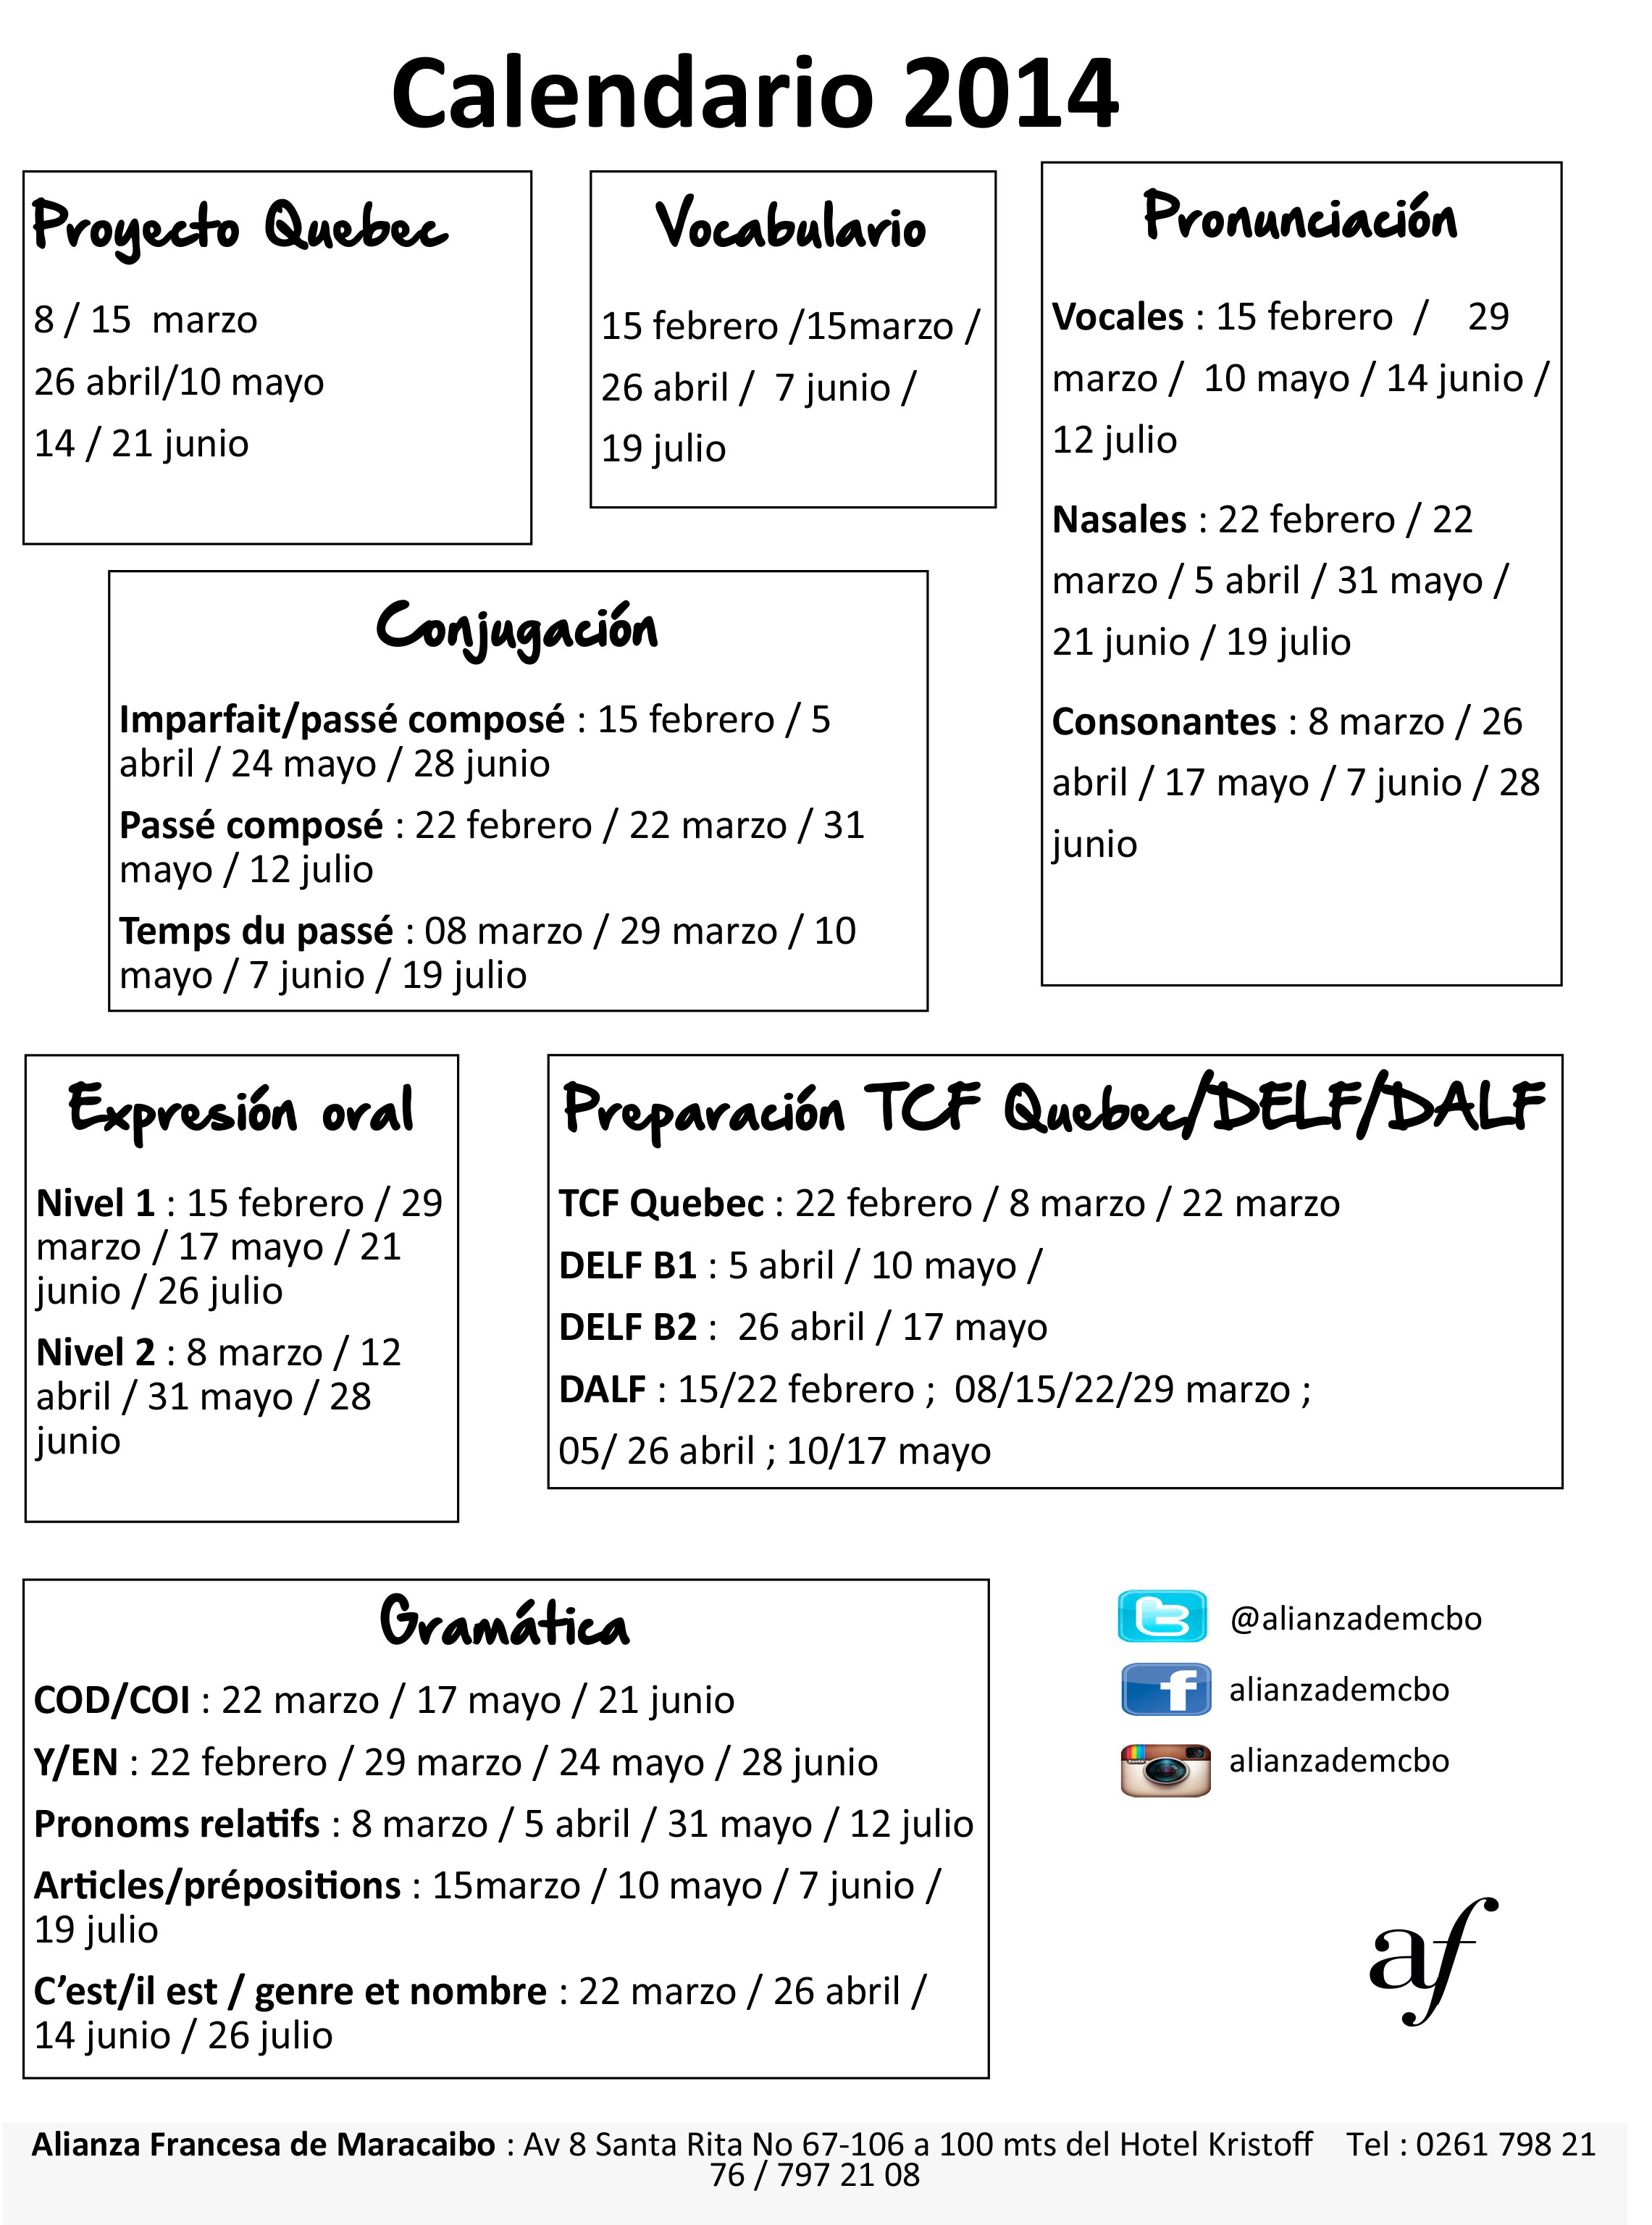 Calendario 2014
Proyecto Quebec
8 / 15 marzo
26 abril/10 mayo
14 / 21 junio
Vocabulario
15 febrero /15marzo /
26 abril / 7 junio /
19 julio
Pronunciación
Vocales : 15 febrero / 29
marzo / 10 mayo / 14 junio /
12 julio
Nasales : 22 febrero / 22
marzo / 5 abril / 31 mayo /
21 junio / 19 julio
Consonantes : 8 marzo / 26
abril / 17 mayo / 7 junio / 28
junio
Conjugación
Imparfait/passé composé : 15 febrero / 5
abril / 24 mayo / 28 junio
Passé composé : 22 febrero / 22 marzo / 31
mayo / 12 julio
Temps du passé : 08 marzo / 29 marzo / 10
mayo / 7 junio / 19 julio
Expresión oral
Nivel 1 : 15 febrero / 29
marzo / 17 mayo / 21
junio / 26 julio
Nivel 2 : 8 marzo / 12
abril / 31 mayo / 28
junio
Preparación TCF Quebec/DELF/DALF
TCF Quebec : 22 febrero / 8 marzo / 22 marzo
DELF B1 : 5 abril / 10 mayo /
DELF B2 : 26 abril / 17 mayo
DALF : 15/22 febrero ; 08/15/22/29 marzo ;
05/ 26 abril ; 10/17 mayo
Gramática
COD/COI : 22 marzo / 17 mayo / 21 junio
Y/EN : 22 febrero / 29 marzo / 24 mayo / 28 junio
Pronoms relatifs : 8 marzo / 5 abril / 31 mayo / 12 julio
Articles/prépositions : 15marzo / 10 mayo / 7 junio /
19 julio
C’est/il est / genre et nombre : 22 marzo / 26 abril /
14 junio / 26 julio
@alianzademcbo
alianzademcbo
alianzademcbo
af
Alianza Francesa de Maracaibo : Av 8 Santa Rita No 67-106 a 100 mts del Hotel Kristoff Tel : 0261 798 21
76 / 797 21 08